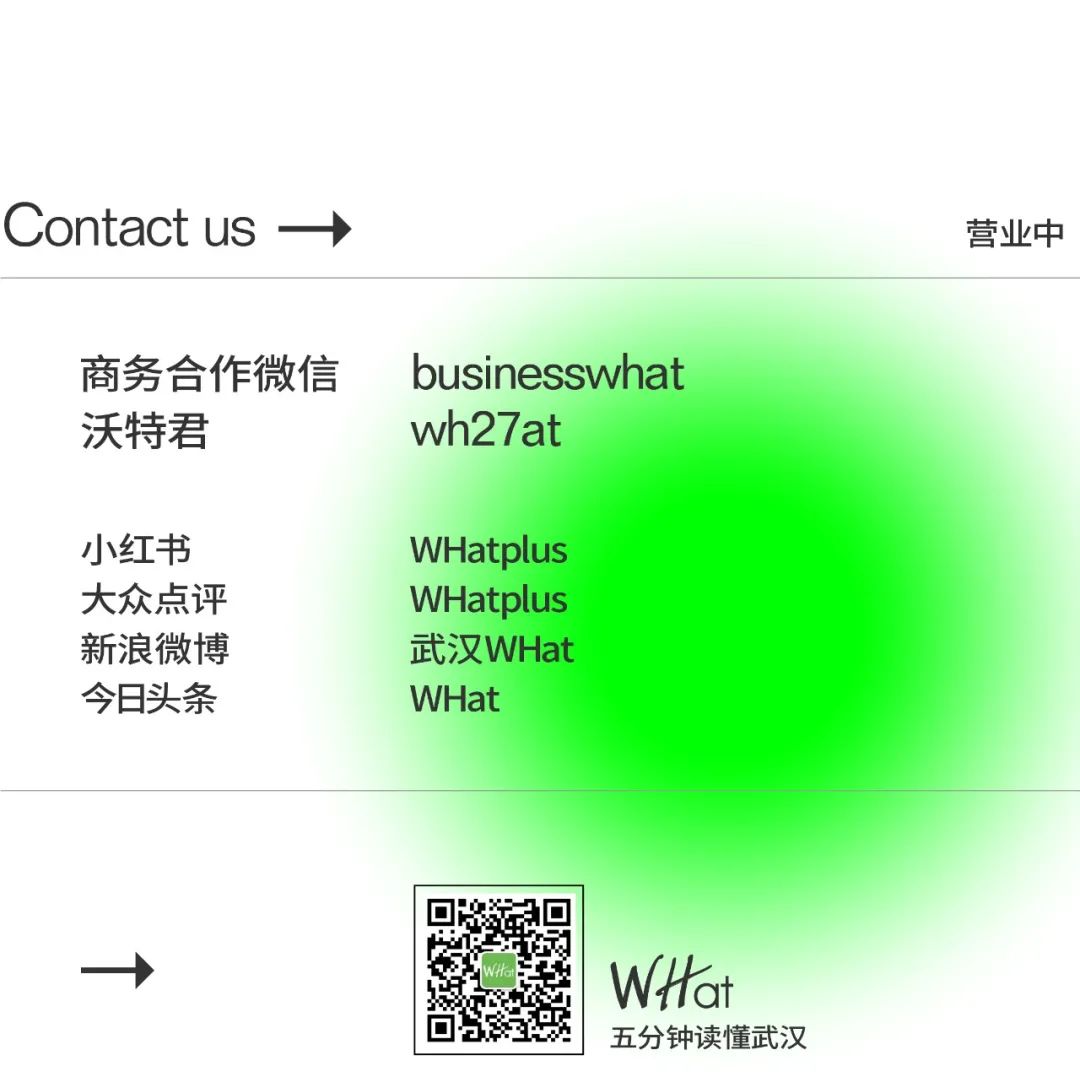 Contact us →
营业中
商务合作微信 businesswhat
沃特君 wh27at
小红书 WHatplus
大众点评 WHatplus
新浪微博 武汉WHat
今日头条 WHat
→
WHat
WHat
五分钟读懂武汉